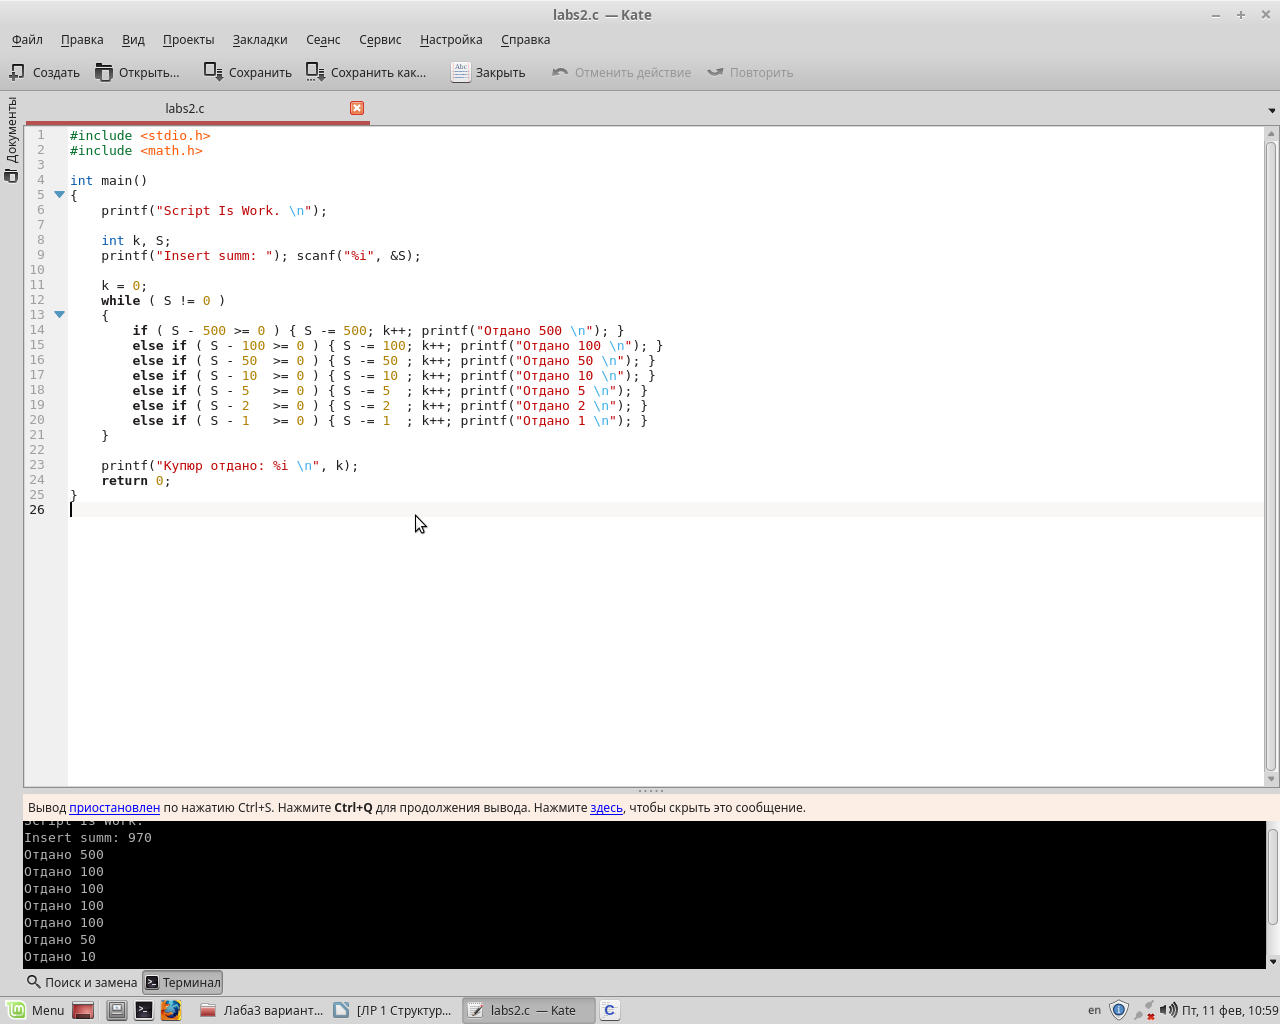 labs2.c — Kate
Файл Правка Вид Проекты Закладки Сеанс Сервис Настройка Справка
Создать Открыть... Сохранить Сохранить как... Закрыть Отменить действие Повторить
Документы
labs2.c
1 #include <stdio.h>
2 #include <math.h>
3
4 int main()
5 {
6     printf("Script Is Work. \n");
7
8     int k, S;
9     printf("Insert summ: "); scanf("%i", &S);
10
11     k = 0;
12     while ( S != 0 )
13     {
14         if ( S - 500 >= 0 ) { S -= 500; k++; printf("Отдано 500 \n"); }
15         else if ( S - 100 >= 0 ) { S -= 100; k++; printf("Отдано 100 \n"); }
16         else if ( S - 50  >= 0 ) { S -= 50 ; k++; printf("Отдано 50 \n"); }
17         else if ( S - 10  >= 0 ) { S -= 10 ; k++; printf("Отдано 10 \n"); }
18         else if ( S - 5   >= 0 ) { S -= 5  ; k++; printf("Отдано 5 \n"); }
19         else if ( S - 2   >= 0 ) { S -= 2  ; k++; printf("Отдано 2 \n"); }
20         else if ( S - 1   >= 0 ) { S -= 1  ; k++; printf("Отдано 1 \n"); }
21     }
22
23     printf("Купюр отдано: %i \n", k);
24     return 0;
25 }
26
Вывод приостановлен по нажатию Ctrl+S. Нажмите Ctrl+Q для продолжения вывода. Нажмите здесь, чтобы скрыть это сообщение.
Script Is Work.
Insert summ: 970
Отдано 500
Отдано 100
Отдано 100
Отдано 100
Отдано 100
Отдано 50
Отдано 10
Поиск и замена Терминал
Menu Лаба3 вариант... [ЛР 1 Структур... labs2.c — Kate C en Пт, 11 фев, 10:59